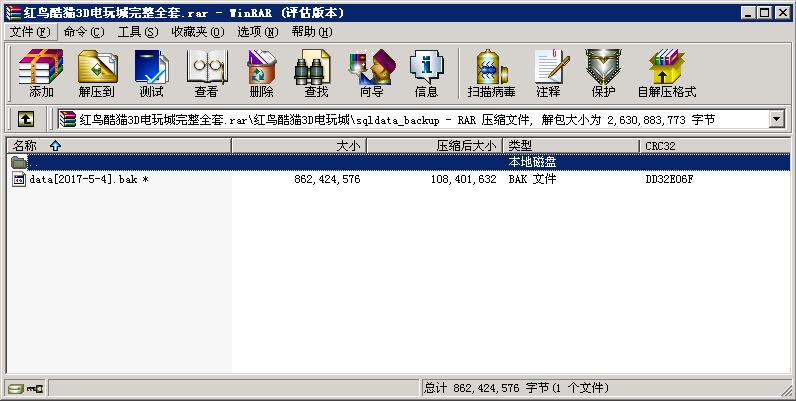 红鸟酷猫3D电玩城完整全套.rar - WinRAR (评估版本)
文件(F) 命令(C) 工具(S) 收藏夹(O) 选项(N) 帮助(H)
添加 解压到 测试 查看 删除 查找 向导 信息 扫描病毒 注释 保护 自解压格式
红鸟酷猫3D电玩城完整全套.rar\红鸟酷猫3D电玩城\sqldata_backup - RAR 压缩文件, 解包大小为 2,630,883,773 字节
名称 大小 压缩后大小 类型 CRC32
.. 本地磁盘
data[2017-5-4].bak * 862,424,576 108,401,632 BAK 文件 DD32E06F
总计 862,424,576 字节(1 个文件)